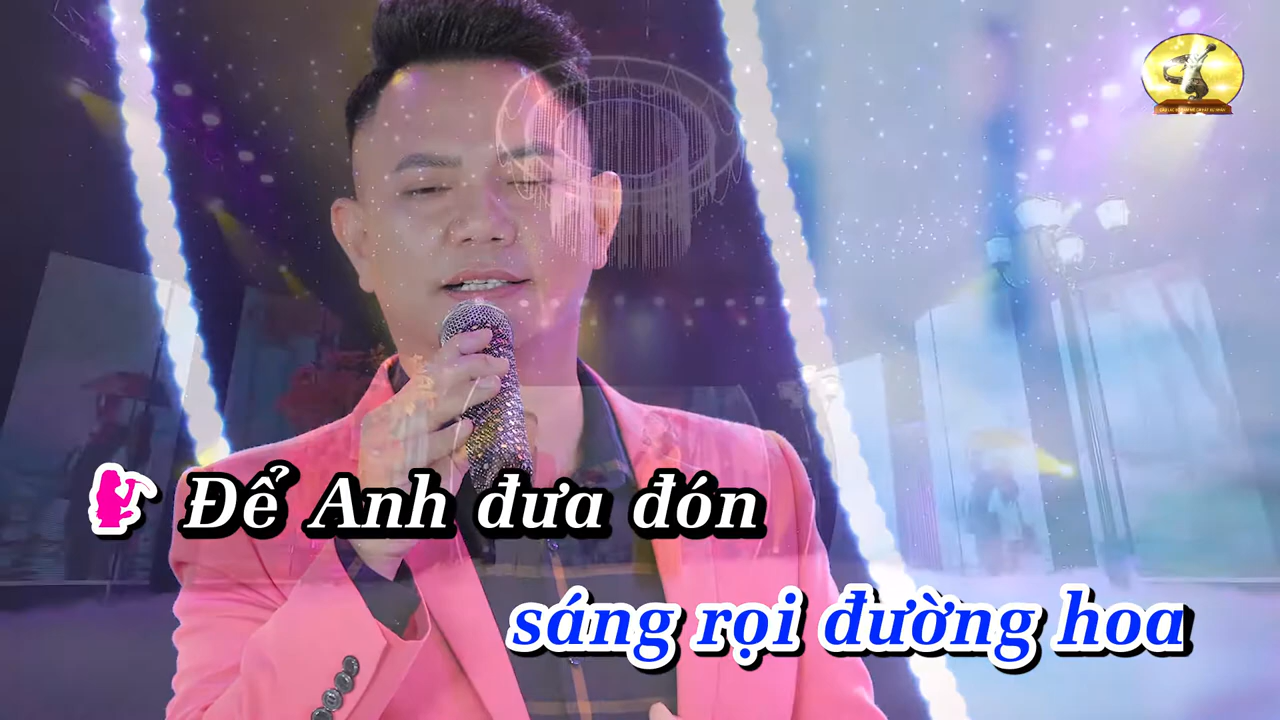 Để Anh đưa đón
sáng rọi đường hoa